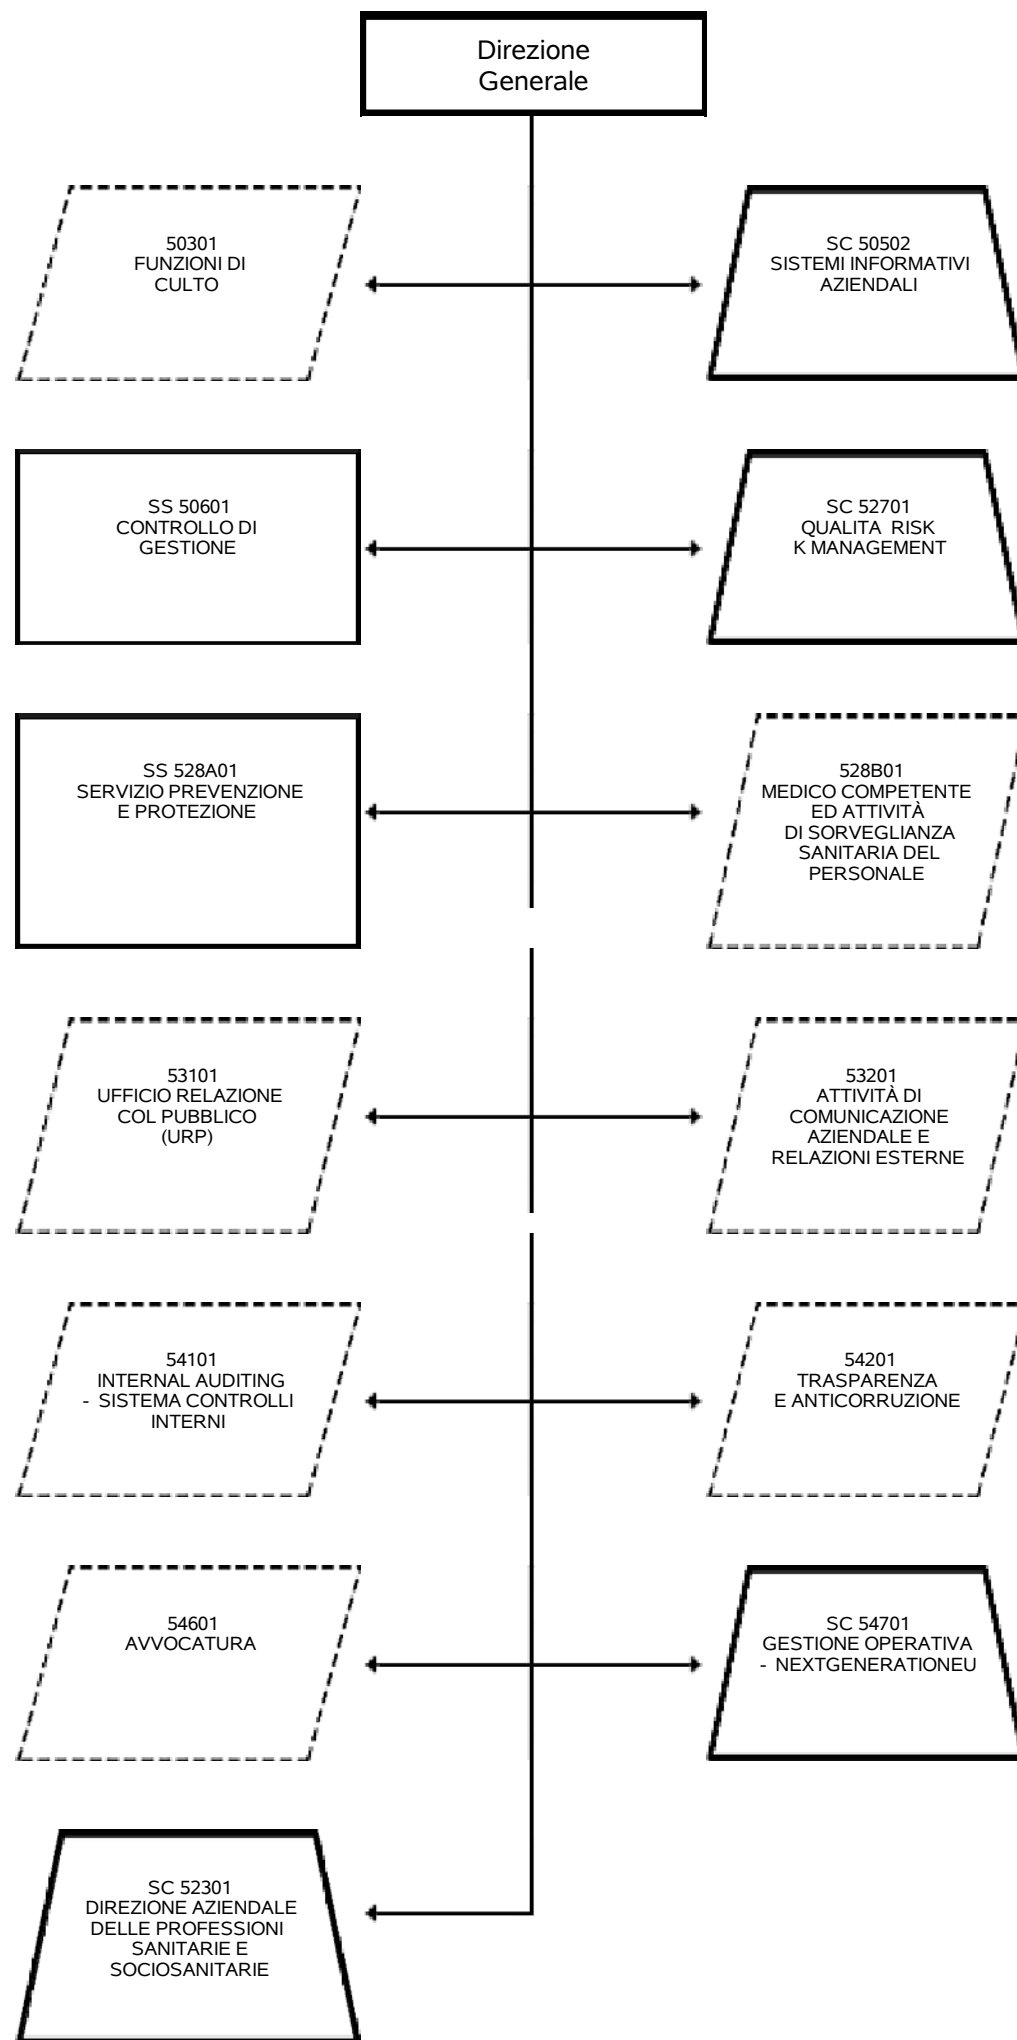 Direzione
Generale
50301
FUNZIONI DI
CULTO
SC 50502
SISTEMI INFORMATIVI
AZIENDALI
SS 50601
CONTROLLO DI
GESTIONE
SC 52701
QUALITA  RISK
K MANAGEMENT
SS 528A01
SERVIZIO PREVENZIONE
E PROTEZIONE
528B01
MEDICO COMPETENTE
ED ATTIVITÀ
DI SORVEGLIANZA
SANITARIA DEL
PERSONALE
53101
UFFICIO RELAZIONE
COL PUBBLICO
(URP)
53201
ATTIVITÀ DI
COMUNICAZIONE
AZIENDALE E
RELAZIONI ESTERNE
54101
INTERNAL AUDITING
-  SISTEMA CONTROLLI
INTERNI
54201
TRASPARENZA
E ANTICORRUZIONE
54601
AVVOCATURA
SC 54701
GESTIONE OPERATIVA
-  NEXTGENERATIONEU
SC 52301
DIREZIONE AZIENDALE
DELLE PROFESSIONI
SANITARIE E
SOCIOSANITARIE